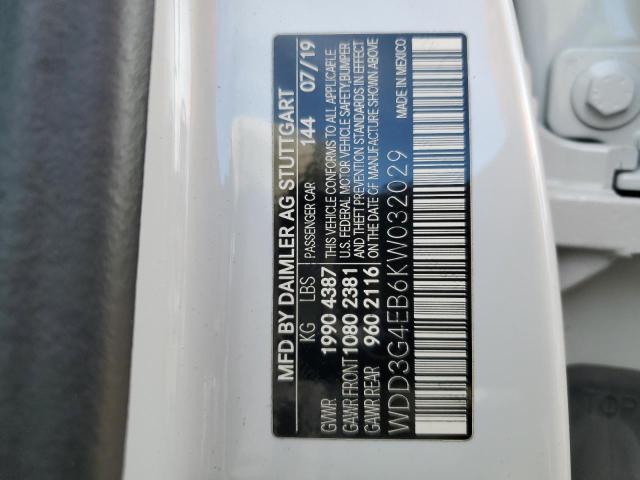 MFD BY DAIMLER AG STUTTGART
KG LBS PASSENGER CAR 144 07/19
GVWR 1990 4387 THIS VEHICLE CONFORMS TO ALL APPLICABLE
U.S. FEDERAL MOTOR VEHICLE SAFETY, BUMPER
GAWR FRONT 1080 2381 AND THEFT PREVENTION STANDARDS IN EFFECT
GAWR REAR 960 2116 ON THE DATE OF MANUFACTURE SHOWN ABOVE
MADE IN MEXICO
WDD3G4EB6KW032029